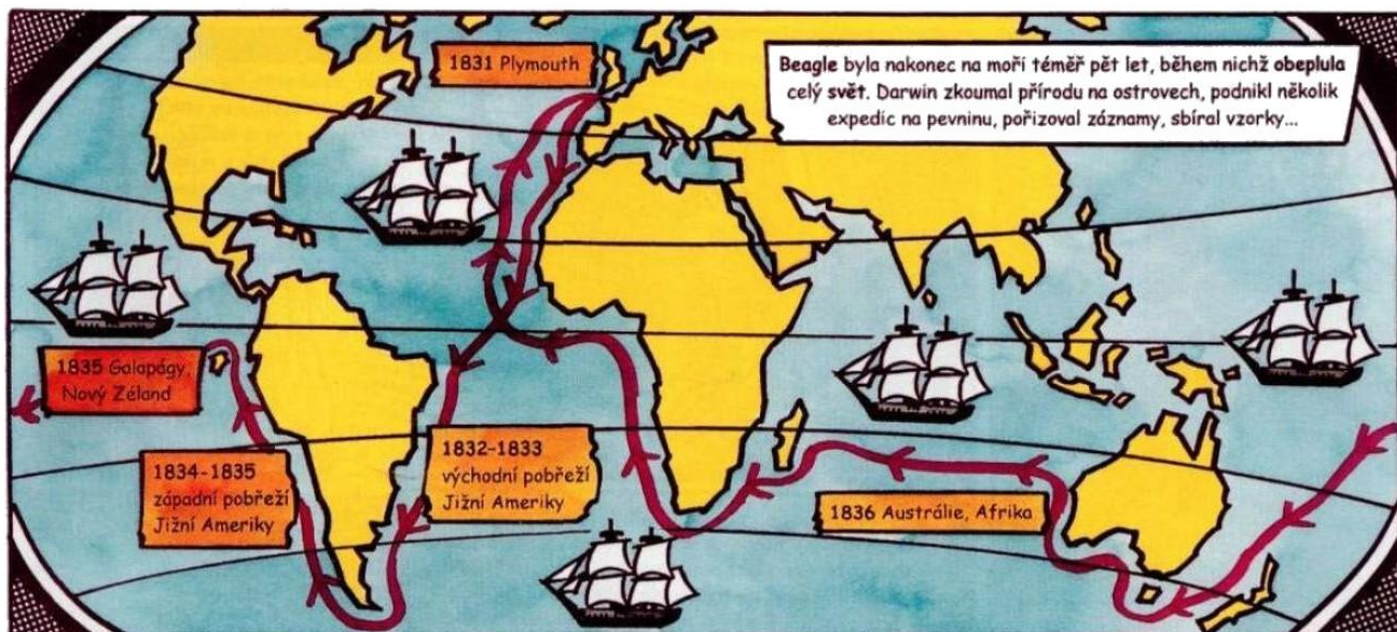 1831 Plymouth
Beagle byla nakonec na moři téměř pět let, během nichž obeplula
celý svět. Darwin zkoumal přírodu na ostrovech, podnikl několik
expedic na pevninu, pořizoval záznamy, sbíral vzorky...
1835 Galapágy,
Nový Zéland
1834-1835
západní pobřeží
Jižní Ameriky
1832-1833
východní pobřeží
Jižní Ameriky
1836 Austrálie, Afrika